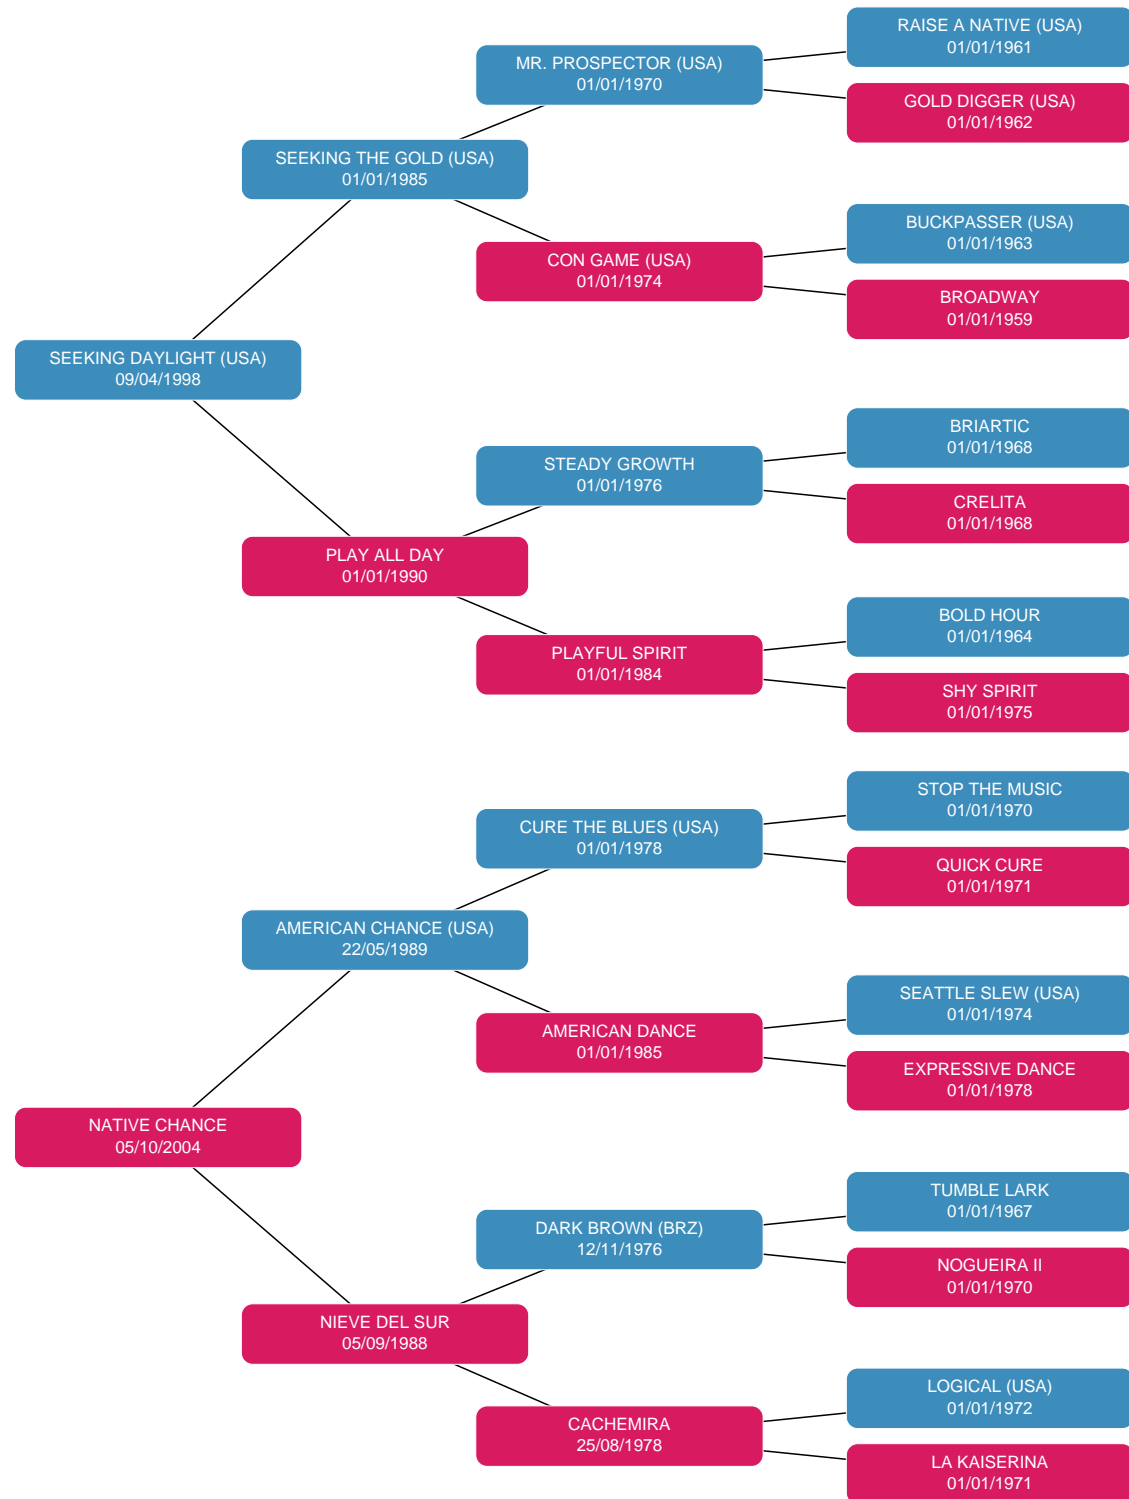 RAISE A NATIVE (USA)
01/01/1961
MR. PROSPECTOR (USA)
01/01/1970
GOLD DIGGER (USA)
01/01/1962
SEEKING THE GOLD (USA)
01/01/1985
BUCKPASSER (USA)
01/01/1963
CON GAME (USA)
01/01/1974
BROADWAY
01/01/1959
SEEKING DAYLIGHT (USA)
09/04/1998
BRIARTIC
01/01/1968
STEADY GROWTH
01/01/1976
CRELITA
01/01/1968
PLAY ALL DAY
01/01/1990
BOLD HOUR
01/01/1964
PLAYFUL SPIRIT
01/01/1984
SHY SPIRIT
01/01/1975
STOP THE MUSIC
01/01/1970
CURE THE BLUES (USA)
01/01/1978
QUICK CURE
01/01/1971
AMERICAN CHANCE (USA)
22/05/1989
SEATTLE SLEW (USA)
01/01/1974
AMERICAN DANCE
01/01/1985
EXPRESSIVE DANCE
01/01/1978
NATIVE CHANCE
05/10/2004
TUMBLE LARK
01/01/1967
DARK BROWN (BRZ)
12/11/1976
NOGUEIRA II
01/01/1970
NIEVE DEL SUR
05/09/1988
LOGICAL (USA)
01/01/1972
CACHEMIRA
25/08/1978
LA KAISERINA
01/01/1971